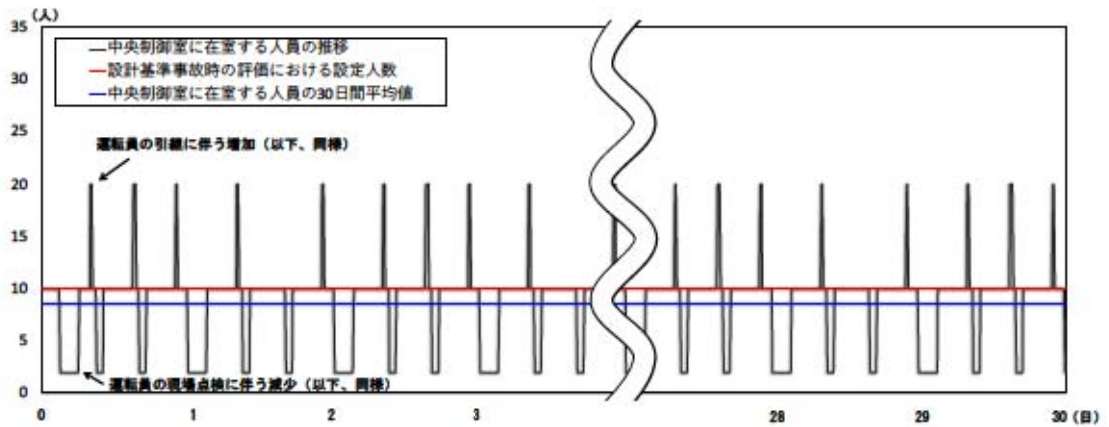 (人)
35
30
25
20
15
10
5
0
中央制御室に在室する人員の推移
設計基準事故時の評価における設定人数
中央制御室に在室する人員の30日間平均値
運転員の引継に伴う増加（以下、同様）
運転員の現場点検に伴う減少（以下、同様）
0 1 2 3 28 29 30 (日)